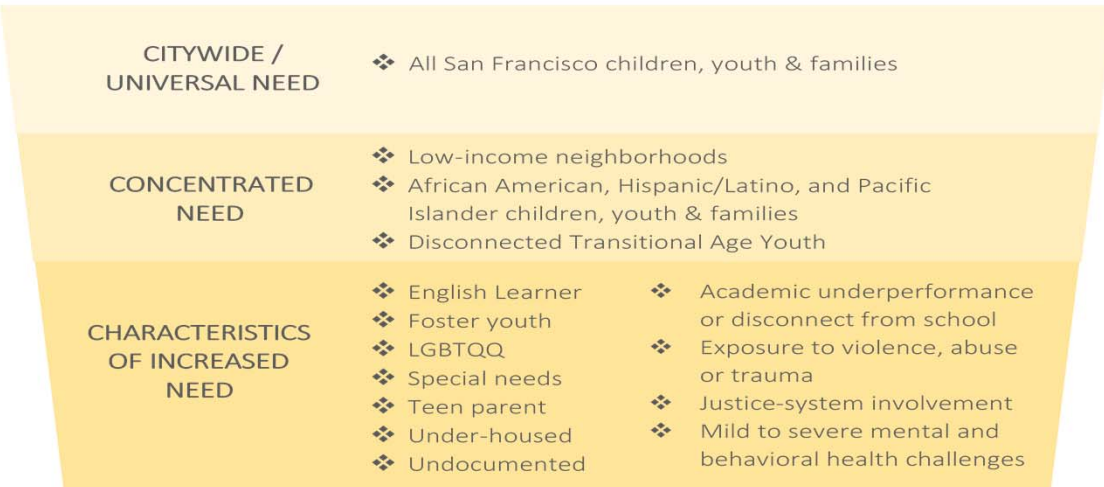 CITYWIDE /
UNIVERSAL NEED
❖ All San Francisco children, youth & families
CONCENTRATED
NEED
❖ Low-income neighborhoods
❖ African American, Hispanic/Latino, and Pacific
Islander children, youth & families
❖ Disconnected Transitional Age Youth
CHARACTERISTICS
OF INCREASED
NEED
❖ English Learner
❖ Foster youth
❖ LGBTQQ
❖ Special needs
❖ Teen parent
❖ Under-housed
❖ Undocumented
❖ Academic underperformance
or disconnect from school
❖ Exposure to violence, abuse
or trauma
❖ Justice-system involvement
❖ Mild to severe mental and
behavioral health challenges